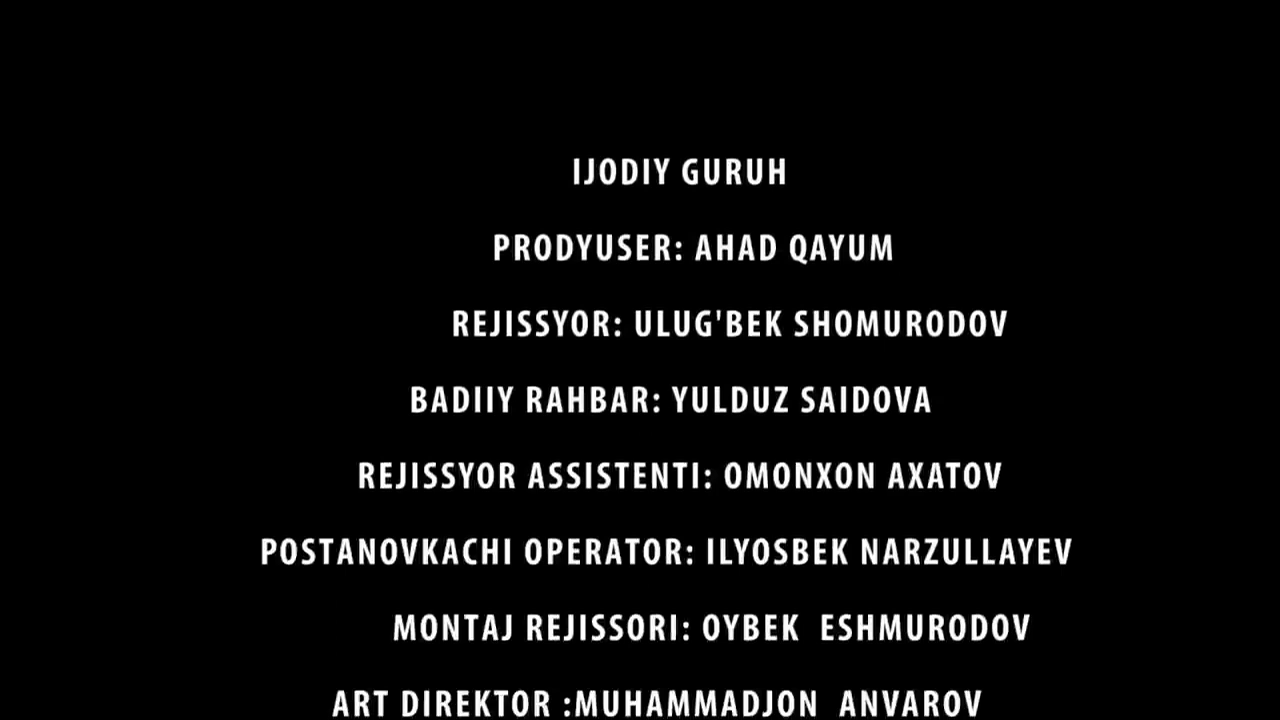 IJODIY GURUH
PRODYUSER: AHAD QAYUM
REJISSYOR: ULUG'BEK SHOMURODOV
BADIIY RAHBAR: YULDUZ SAIDOVA
REJISSYOR ASSISTENTI: OMONXON AXATOV
POSTANOVKACHI OPERATOR: ILYOSBEK NARZULLAYEV
MONTAJ REJISSORI: OYBEK  ESHMURODOV
ART DIREKTOR :MUHAMMADJON  ANVAROV